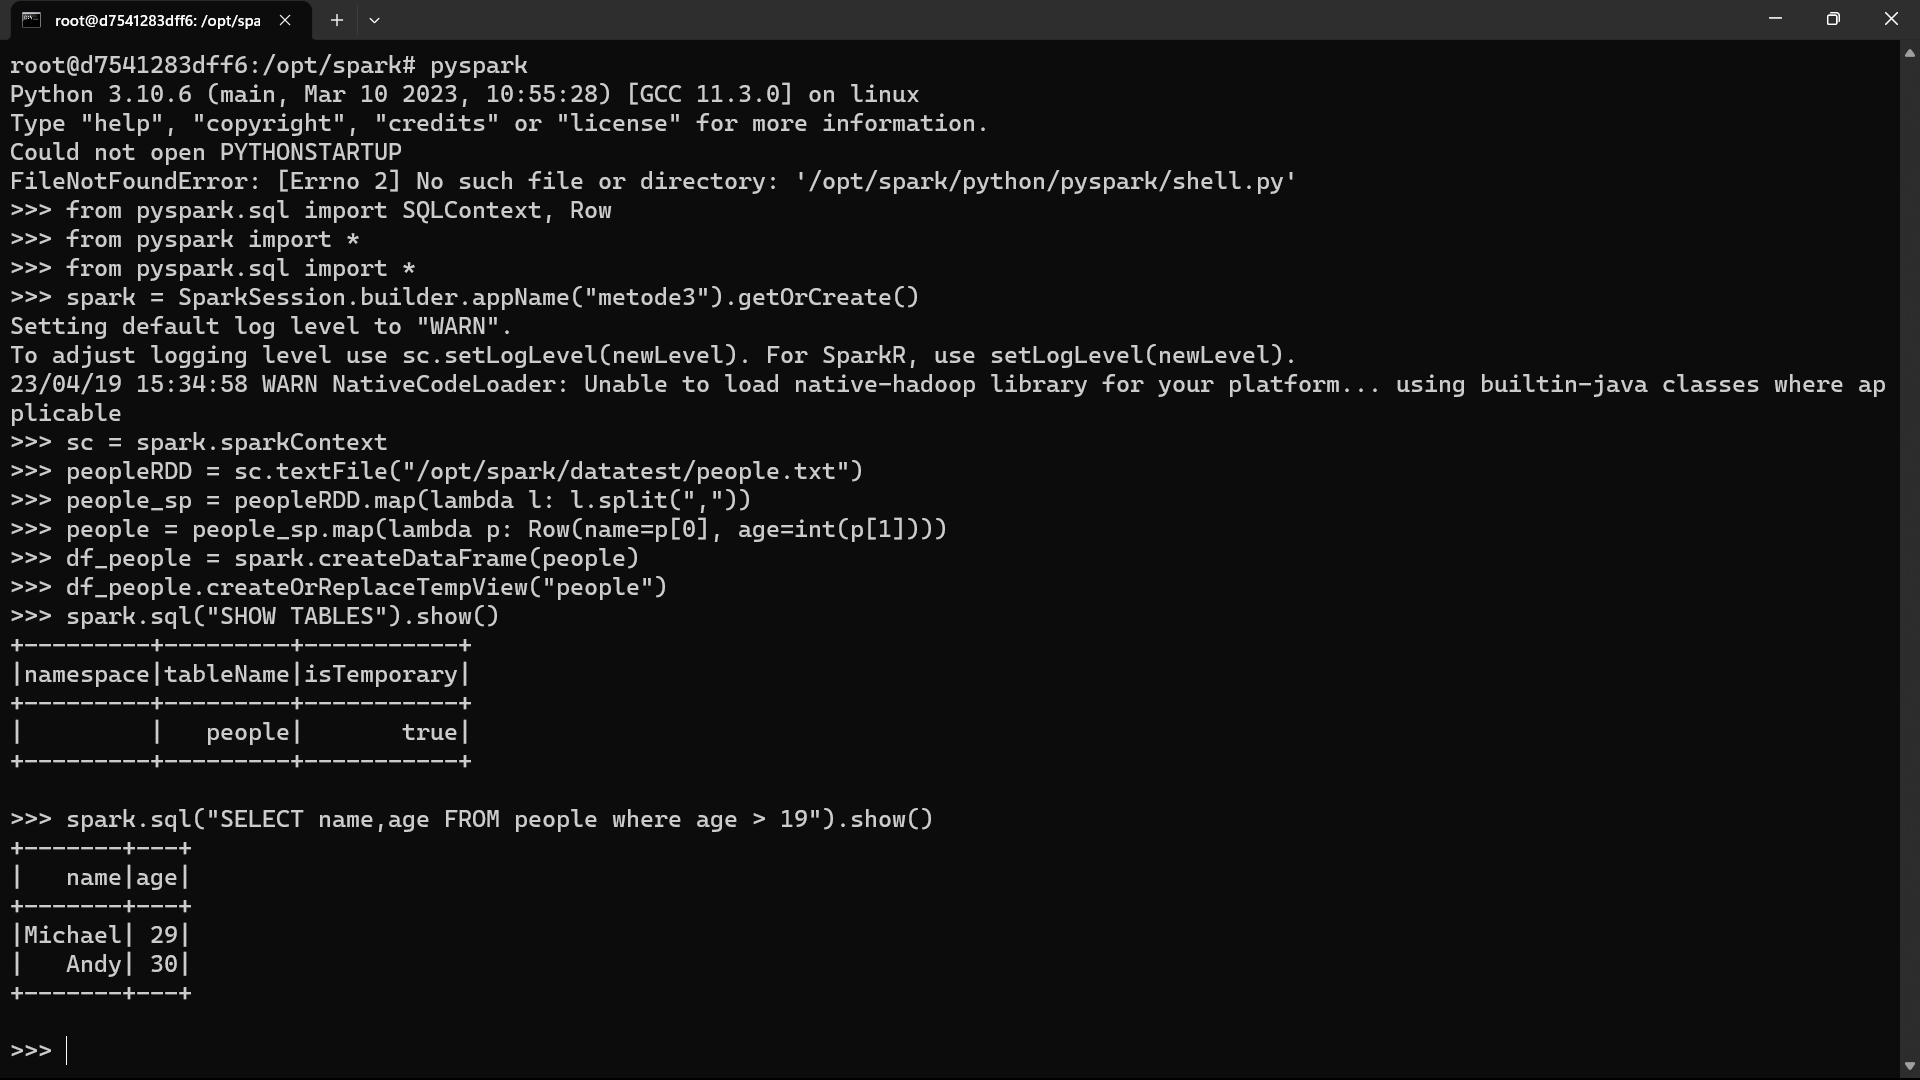 root@d7541283dff6: /opt/spa
root@d7541283dff6:/opt/spark# pyspark
Python 3.10.6 (main, Mar 10 2023, 10:55:28) [GCC 11.3.0] on linux
Type "help", "copyright", "credits" or "license" for more information.
Could not open PYTHONSTARTUP
FileNotFoundError: [Errno 2] No such file or directory: '/opt/spark/python/pyspark/shell.py'
>>> from pyspark.sql import SQLContext, Row
>>> from pyspark import *
>>> from pyspark.sql import *
>>> spark = SparkSession.builder.appName("metode3").getOrCreate()
Setting default log level to "WARN".
To adjust logging level use sc.setLogLevel(newLevel). For SparkR, use setLogLevel(newLevel).
23/04/19 15:34:58 WARN NativeCodeLoader: Unable to load native-hadoop library for your platform... using builtin-java classes where ap
plicable
>>> sc = spark.sparkContext
>>> peopleRDD = sc.textFile("/opt/spark/datatest/people.txt")
>>> people_sp = peopleRDD.map(lambda l: l.split(","))
>>> people = people_sp.map(lambda p: Row(name=p[0], age=int(p[1])))
>>> df_people = spark.createDataFrame(people)
>>> df_people.createOrReplaceTempView("people")
>>> spark.sql("SHOW TABLES").show()
+---------+---------+-----------+
|namespace|tableName|isTemporary|
+---------+---------+-----------+
|         |   people|       true|
+---------+---------+-----------+
>>> spark.sql("SELECT name,age FROM people where age > 19").show()
+-------+---+
|   name|age|
+-------+---+
|Michael| 29|
|   Andy| 30|
+-------+---+
>>>